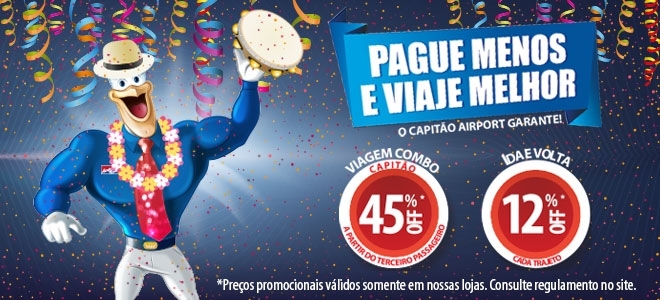 PAGUE MENOS
E VIAJE MELHOR
O CAPITÃO AIRPORT GARANTE!
VIAGEM COMBO
CAPITÃO
45%*
OFF
A PARTIR DO TERCEIRO PASSAGEIRO
IDA E VOLTA
12%*
OFF
CADA TRAJETO
*Preços promocionais válidos somente em nossas lojas. Consulte regulamento no site.